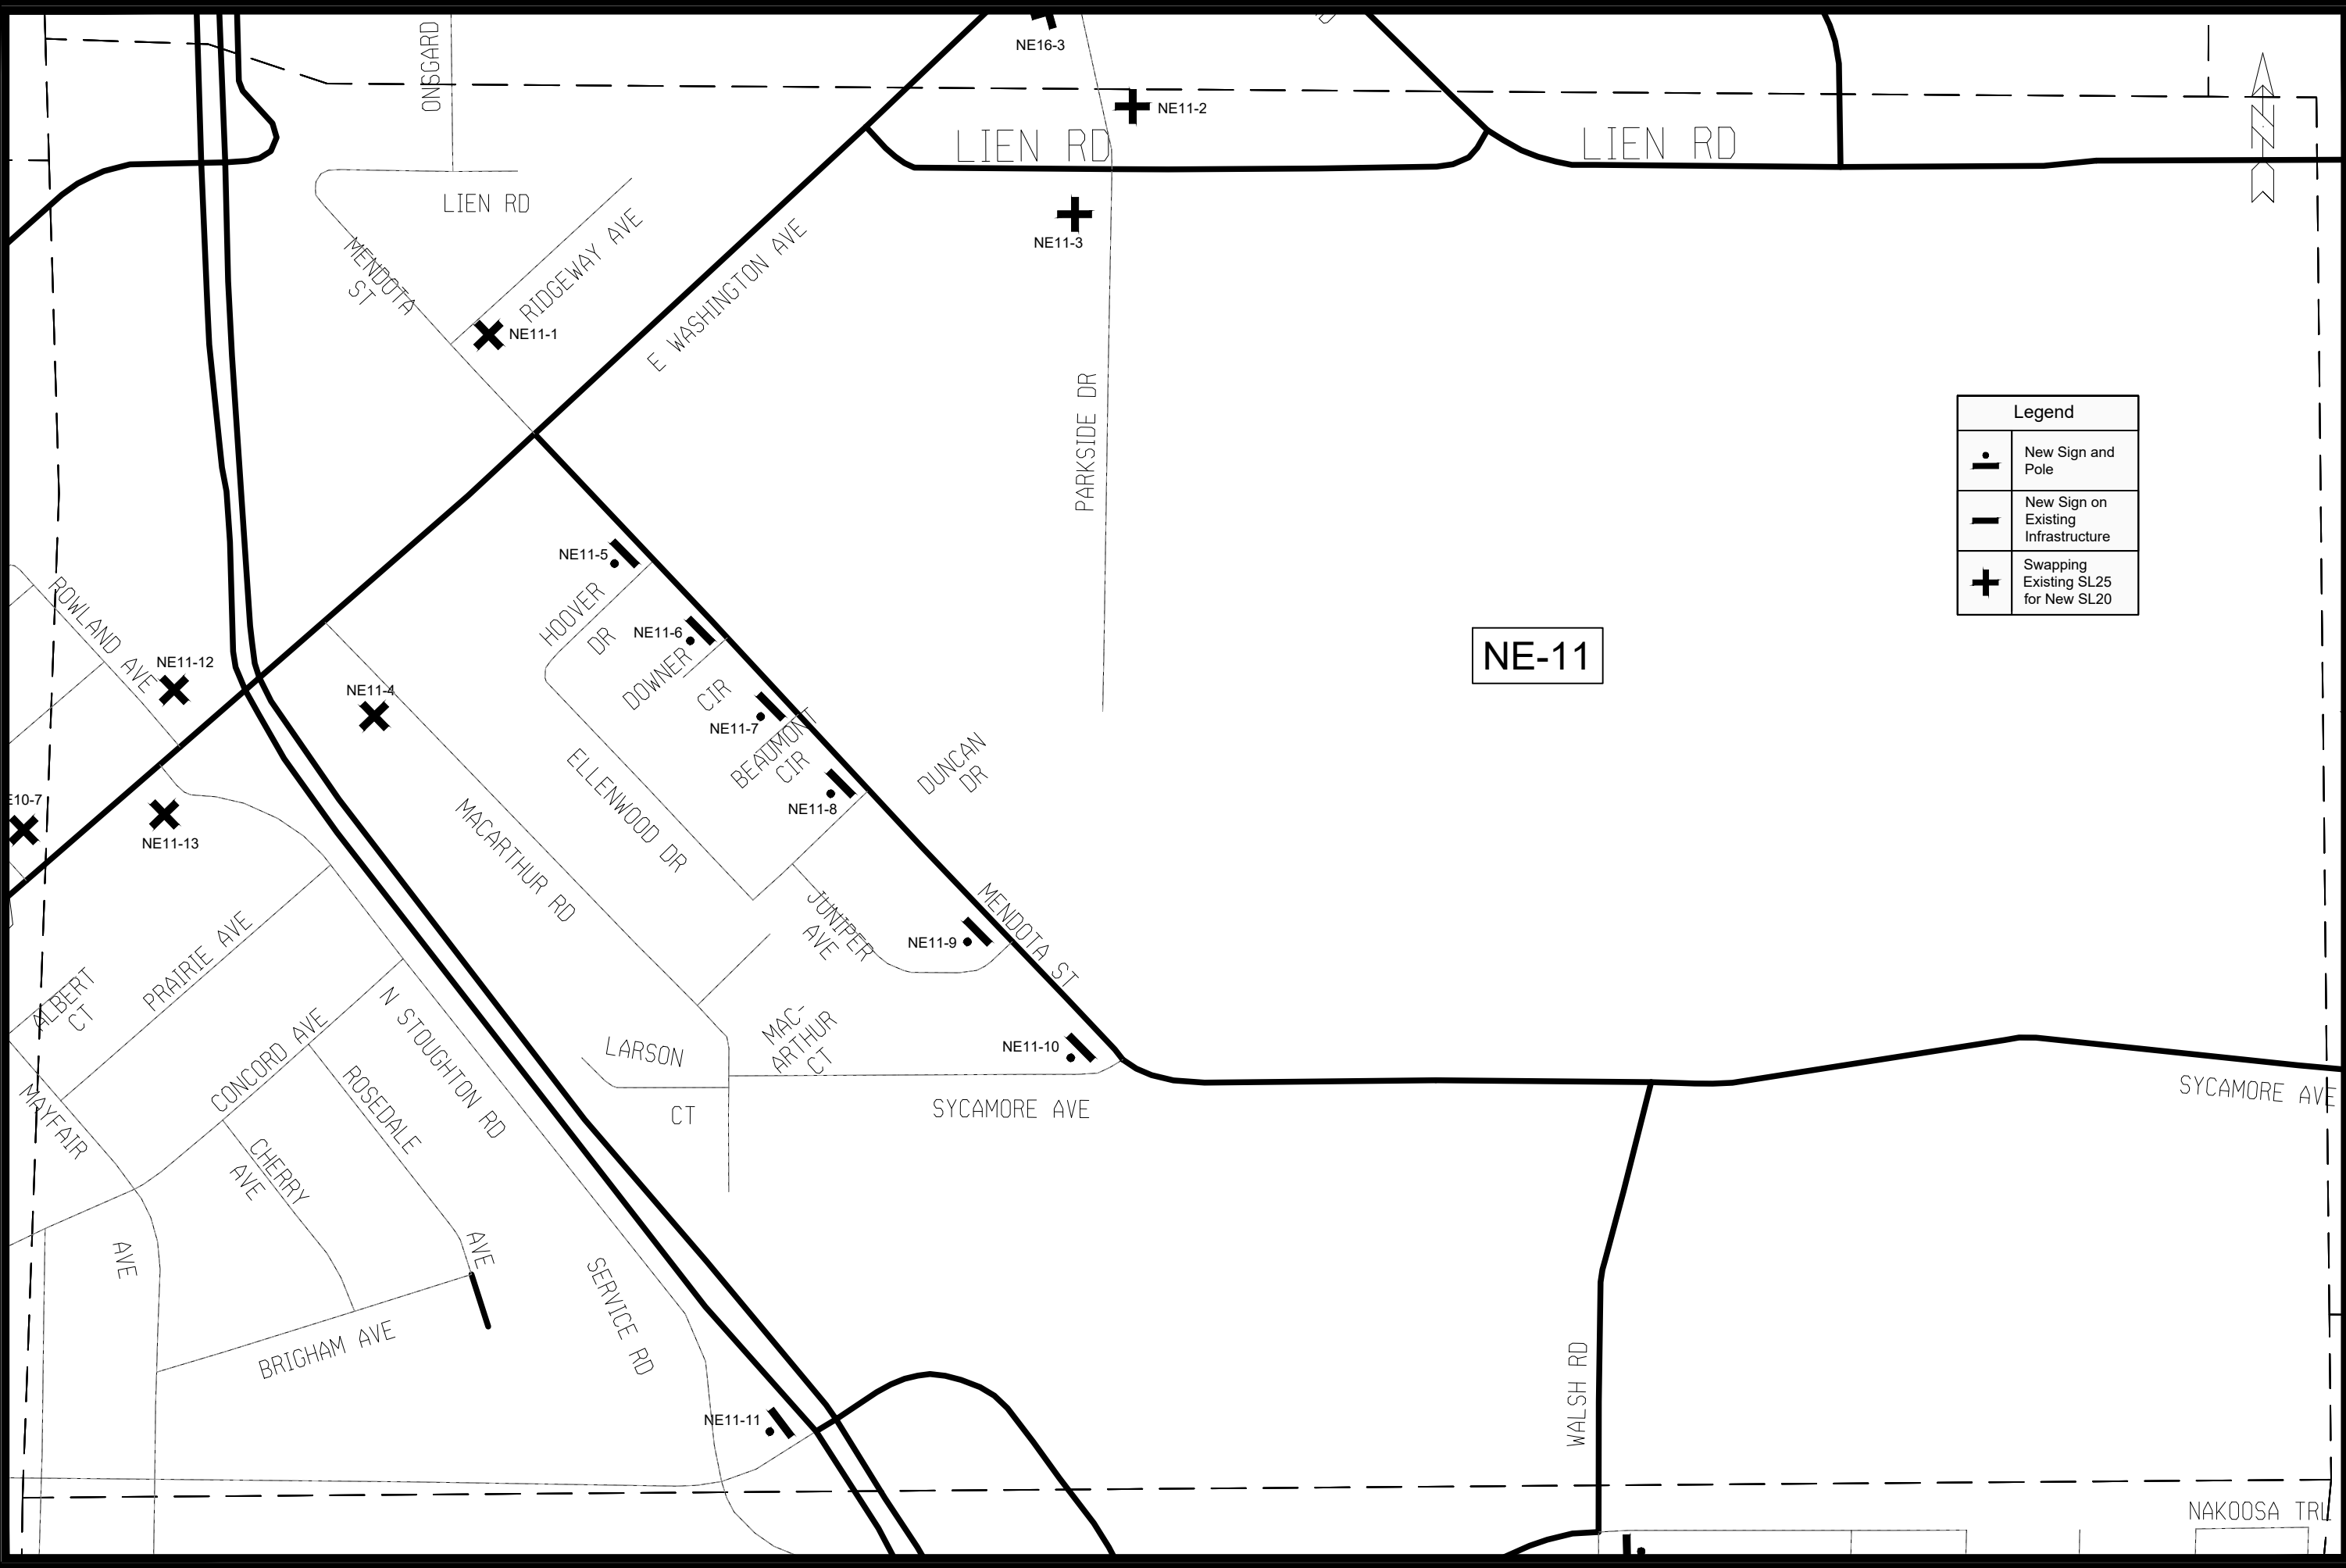 ONSGARD
NE16-3
NE11-2
LIEN RD
LIEN RD
LIEN RD
NE11-3
MENDOTA
ST
RIDGEWAY AVE
NE11-1
E WASHINGTON AVE
PARKSIDE DR
Legend
New Sign and
Pole
New Sign on
Existing
Infrastructure
Swapping
Existing SL25
for New SL20
NE-11
NE11-5
HOOVER
DR
NE11-6
DOWNER
CIR
NE11-7
BEAUMONT
CIR
NE11-8
DUNCAN
DR
ROWLAND AVE
NE11-12
NE11-4
E10-7
NE11-13
ELLENWOOD DR
MACARTHUR RD
JUNIPER
AVE
NE11-9
MENDOTA ST
NE11-10
MAC-
ARTHUR
CT
LARSON
CT
SYCAMORE AVE
SYCAMORE AVE
PRAIRIE AVE
ALBERT
CT
CONCORD AVE
N STOUGHTON RD
ROSEDALE
AVE
MAYFAIR
AVE
CHERRY
AVE
BRIGHAM AVE
SERVICE RD
NE11-11
WALSH RD
NAKOOSA TRL